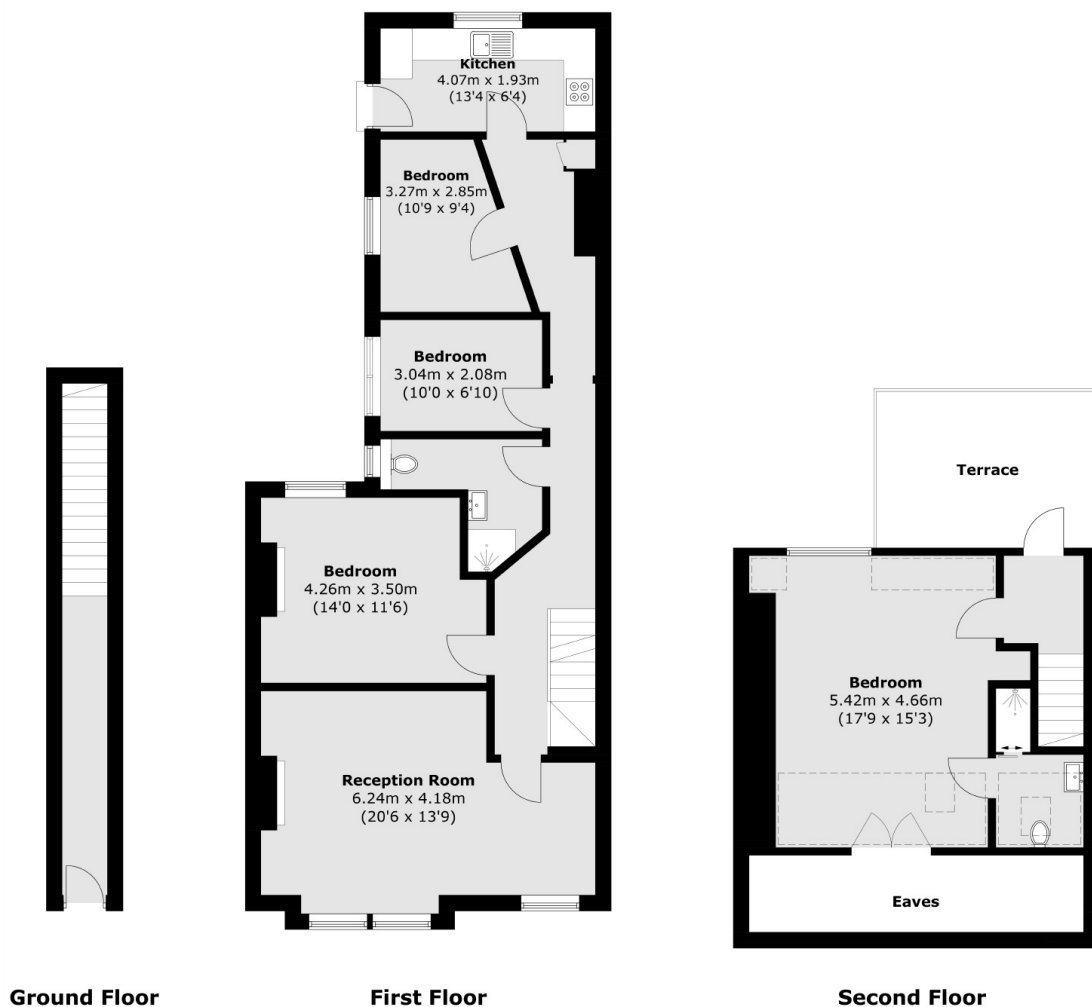 Kitchen
4.07m x 1.93m
(13'4 x 6'4)
Bedroom
3.27m x 2.85m
(10'9 x 9'4)
Bedroom
3.04m x 2.08m
(10'0 x 6'10)
Bedroom
4.26m x 3.50m
(14'0 x 11'6)
Reception Room
6.24m x 4.18m
(20'6 x 13'9)
Terrace
Bedroom
5.42m x 4.66m
(17'9 x 15'3)
Eaves
Ground Floor
First Floor
Second Floor